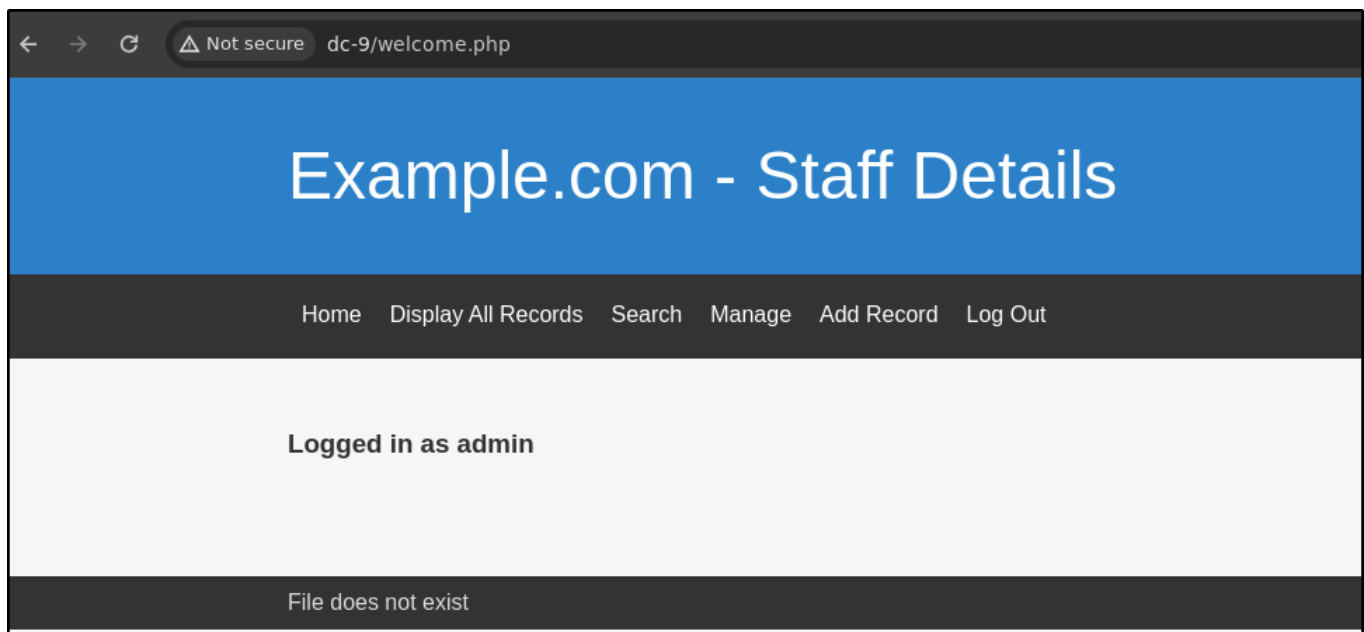 Not secure dc-9/welcome.php
Example.com - Staff Details
Home Display All Records Search Manage Add Record Log Out
Logged in as admin
File does not exist